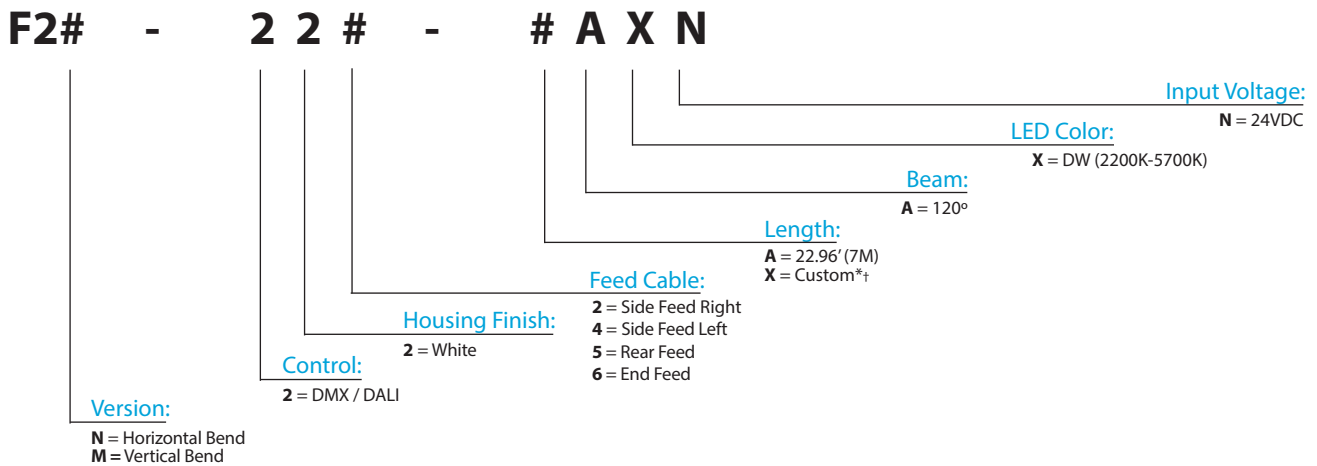 F2# - 2 2 # - # A X N
Input Voltage:
N = 24VDC
LED Color:
X = DW (2200K-5700K)
Beam:
A = 120º
Length:
A = 22.96’ (7M)
X = Custom*†
Feed Cable:
2 = Side Feed Right
4 = Side Feed Left
5 = Rear Feed
6 = End Feed
Housing Finish:
2 = White
Control:
2 = DMX / DALI
Version:
N = Horizontal Bend
M = Vertical Bend